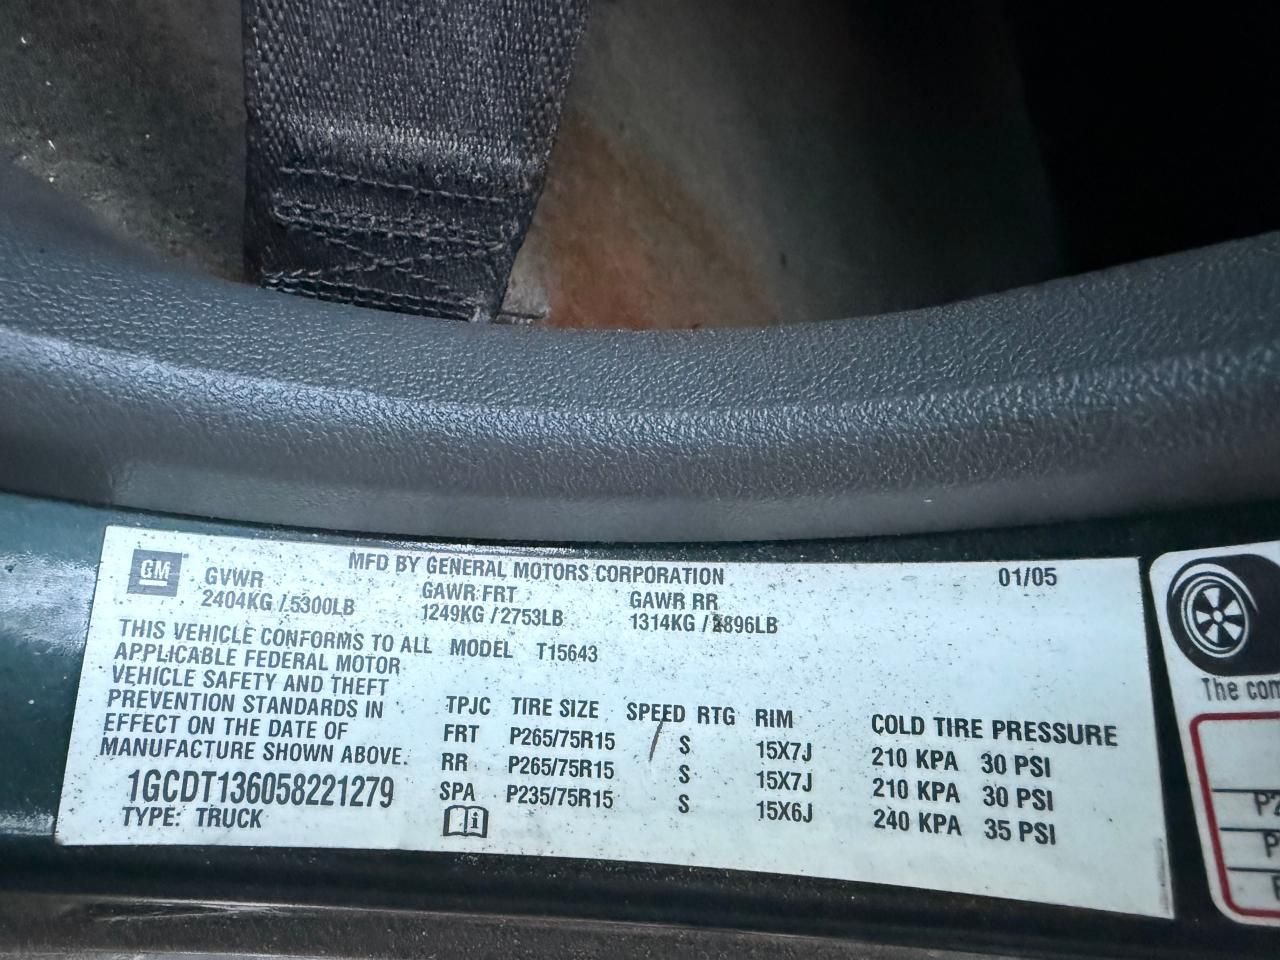 GM
MFD BY GENERAL MOTORS CORPORATION 01/05
GVWR GAWR FRT GAWR RR
2404KG / 5300LB 1249KG / 2753LB 1314KG / 2896LB
THIS VEHICLE CONFORMS TO ALL MODEL T15643
APPLICABLE FEDERAL MOTOR
VEHICLE SAFETY AND THEFT
PREVENTION STANDARDS IN
EFFECT ON THE DATE OF
MANUFACTURE SHOWN ABOVE.
1GCDT136058221279
TYPE: TRUCK
TPJC TIRE SIZE SPEED RTG RIM COLD TIRE PRESSURE
FRT P265/75R15 S 15X7J 210 KPA 30 PSI
RR P265/75R15 S 15X7J 210 KPA 30 PSI
SPA P235/75R15 S 15X6J 240 KPA 35 PSI
i
The com